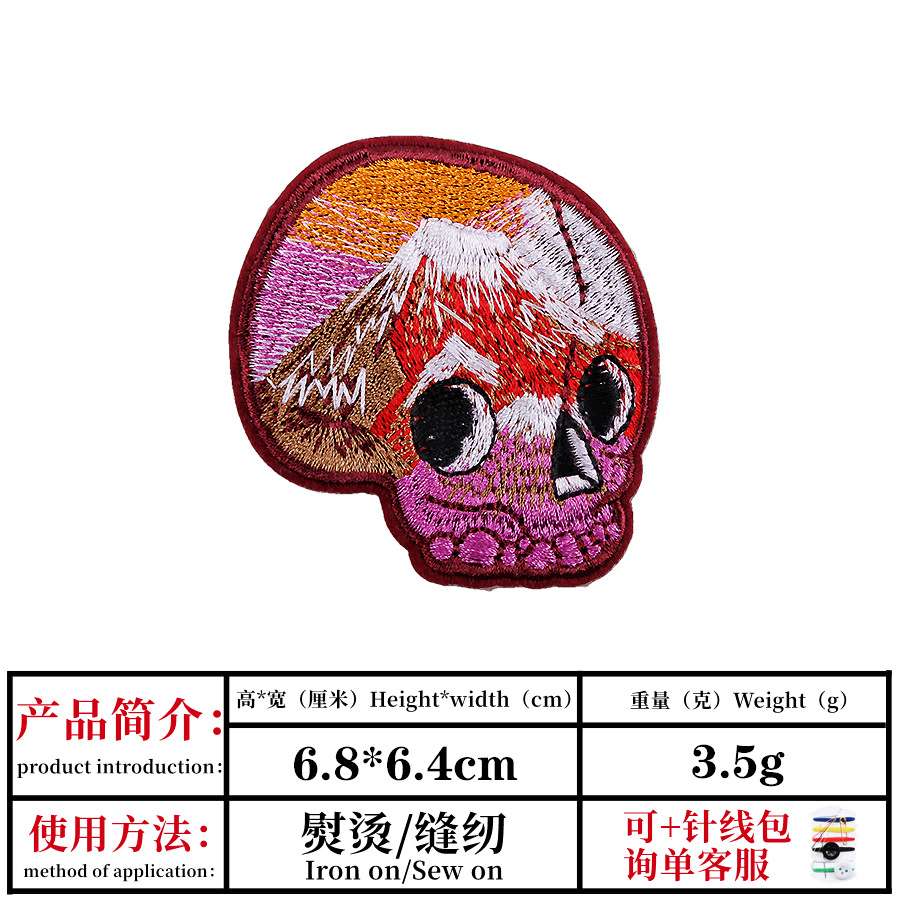 产品简介：
product introduction：
高*宽（厘米）Height*width（cm）
重量（克）Weight（g）
6.8*6.4cm
3.5g
使用方法：
method of application：
熨烫/缝纫
Iron on/Sew on
可+针线包
询单客服